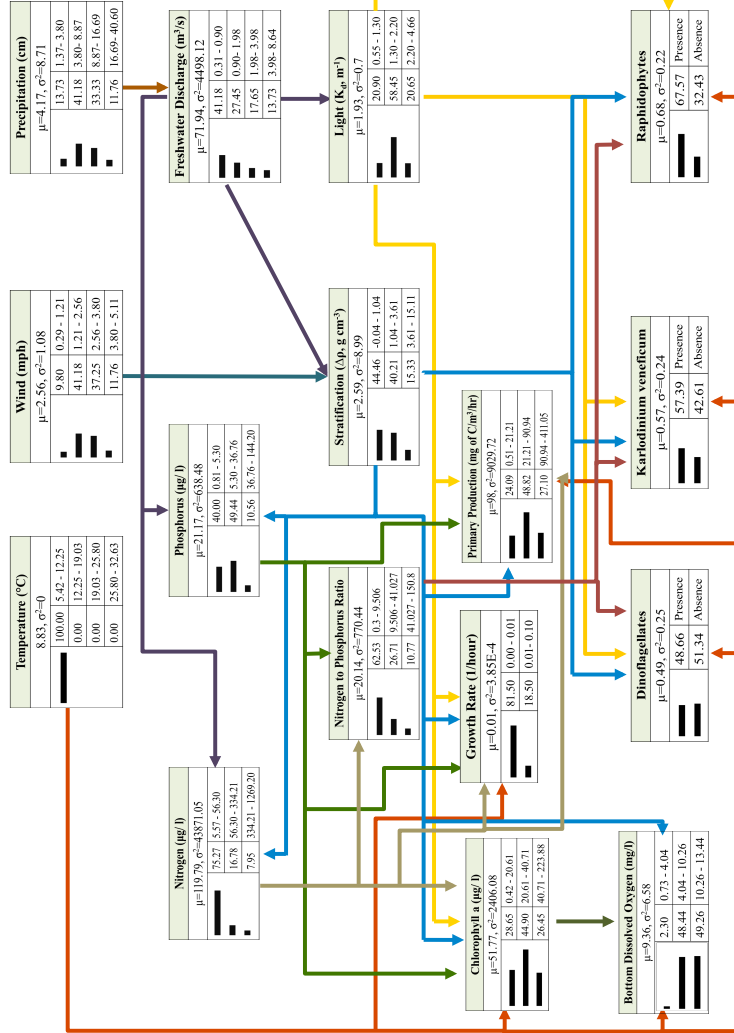 Temperature (°C)
8.83, σ²=0
100.00 5.42 - 12.25
0.00 12.25 - 19.03
0.00 19.03 - 25.80
0.00 25.80 - 32.63
Wind (mph)
μ=2.56, σ²=1.08
9.80 0.29 - 1.21
41.18 1.21 - 2.56
37.25 2.56 - 3.80
11.76 3.80 - 5.11
Precipitation (cm)
μ=4.17, σ²=8.71
13.73 1.37- 3.80
41.18 3.80- 8.87
33.33 8.87- 16.69
11.76 16.69- 40.60
Nitrogen (μg/l)
μ=119.79, σ²=43871.05
75.27 5.57 - 56.30
16.78 56.30 - 334.21
7.95 334.21 - 1269.20
Phosphorus (μg/l)
μ=21.17, σ²=638.48
40.00 0.81 - 5.30
49.44 5.30 - 36.76
10.56 36.76 - 144.20
Freshwater Discharge (m³/s)
μ=71.94, σ²=4498.12
41.18 0.31 - 0.90
27.45 0.90- 1.98
17.65 1.98- 3.98
13.73 3.98- 8.64
Nitrogen to Phosphorus Ratio
μ=20.14, σ²=770.44
62.53 0.3 - 9.506
26.71 9.506 - 41.027
10.77 41.027 - 150.8
Stratification (Δρ, g cm⁻³)
μ=2.59, σ²=8.99
44.46 -0.04 - 1.04
40.21 1.04 - 3.61
15.33 3.61 - 15.11
Light (Kd, m⁻¹)
μ=1.93, σ²=0.7
20.90 0.55 - 1.30
58.45 1.30 - 2.20
20.65 2.20 - 4.66
Chlorophyll a (μg/ l)
μ=51.77, σ²=2406.08
28.65 0.42 - 20.61
44.90 20.61 - 40.71
26.45 40.71 - 223.88
Growth Rate (1/hour)
μ=0.01, σ²=3.85E-4
81.50 0.00 - 0.01
18.50 0.01 - 0.10
Primary Production (mg of C/m³/hr)
μ=98, σ²=9029.72
24.09 0.51 - 21.21
48.82 21.21 - 90.94
27.10 90.94 - 411.05
Bottom Dissolved Oxygen (mg/l)
μ=9.36, σ²=6.58
2.30 0.73 - 4.04
48.44 4.04 - 10.26
49.26 10.26 - 13.44
Dinoflagellates
μ=0.49, σ²=0.25
48.66 Presence
51.34 Absence
Karlodinium veneficum
μ=0.57, σ²=0.24
57.39 Presence
42.61 Absence
Raphidophytes
μ=0.68, σ²=0.22
67.57 Presence
32.43 Absence